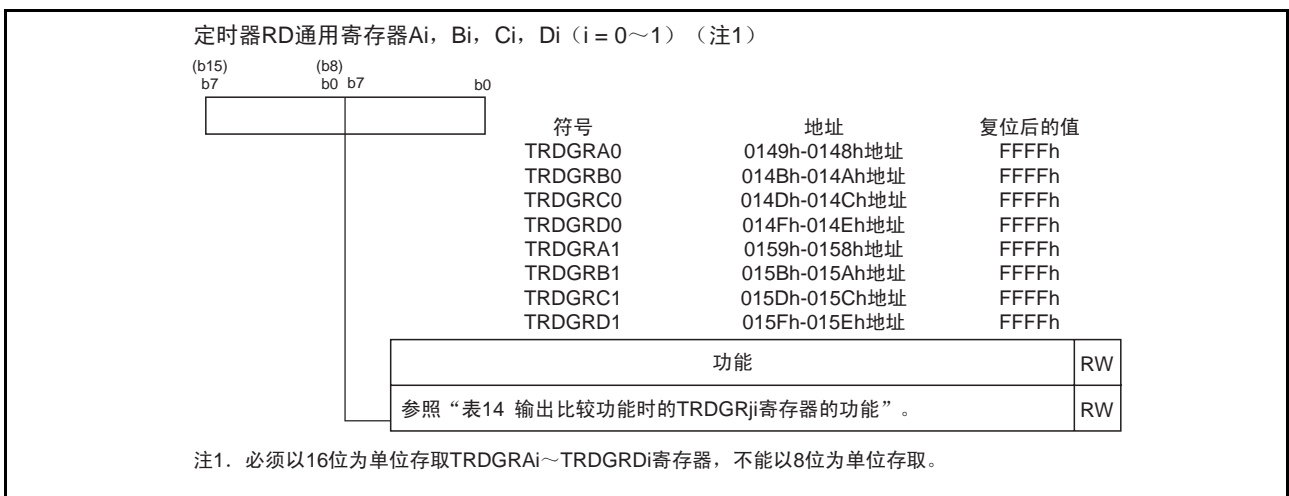 定时器RD通用寄存器Ai，Bi，Ci，Di（i = 0～1）（注1）
(b15) (b8)
b7 b0 b7 b0
符号 地址 复位后的值
TRDGRA0 0149h-0148h地址 FFFFh
TRDGRB0 014Bh-014Ah地址 FFFFh
TRDGRC0 014Dh-014Ch地址 FFFFh
TRDGRD0 014Fh-014Eh地址 FFFFh
TRDGRA1 0159h-0158h地址 FFFFh
TRDGRB1 015Bh-015Ah地址 FFFFh
TRDGRC1 015Dh-015Ch地址 FFFFh
TRDGRD1 015Fh-015Eh地址 FFFFh
功能 RW
参照“表14 输出比较功能时的TRDGRji寄存器的功能”。 RW
注1．必须以16位为单位存取TRDGRAi～TRDGRDi寄存器，不能以8位为单位存取。